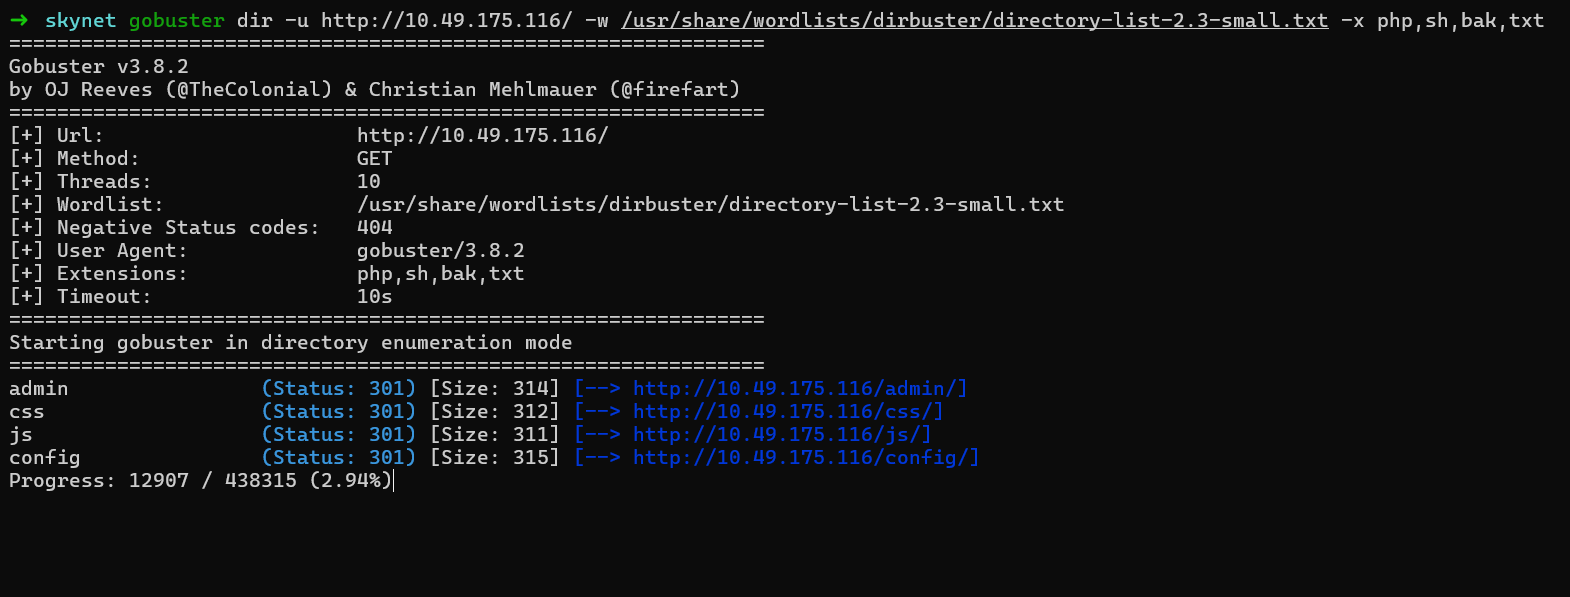 ➜ skynet gobuster dir -u http://10.49.175.116/ -w /usr/share/wordlists/dirbuster/directory-list-2.3-small.txt -x php,sh,bak,txt
===============================================================
Gobuster v3.8.2
by OJ Reeves (@TheColonial) & Christian Mehlmauer (@firefart)
===============================================================
[+] Url:                     http://10.49.175.116/
[+] Method:                  GET
[+] Threads:                 10
[+] Wordlist:                /usr/share/wordlists/dirbuster/directory-list-2.3-small.txt
[+] Negative Status codes:   404
[+] User Agent:              gobuster/3.8.2
[+] Extensions:              php,sh,bak,txt
[+] Timeout:                 10s
===============================================================
Starting gobuster in directory enumeration mode
===============================================================
admin                (Status: 301) [Size: 314] [--> http://10.49.175.116/admin/]
css                  (Status: 301) [Size: 312] [--> http://10.49.175.116/css/]
js                   (Status: 301) [Size: 311] [--> http://10.49.175.116/js/]
config               (Status: 301) [Size: 315] [--> http://10.49.175.116/config/]
Progress: 12907 / 438315 (2.94%)